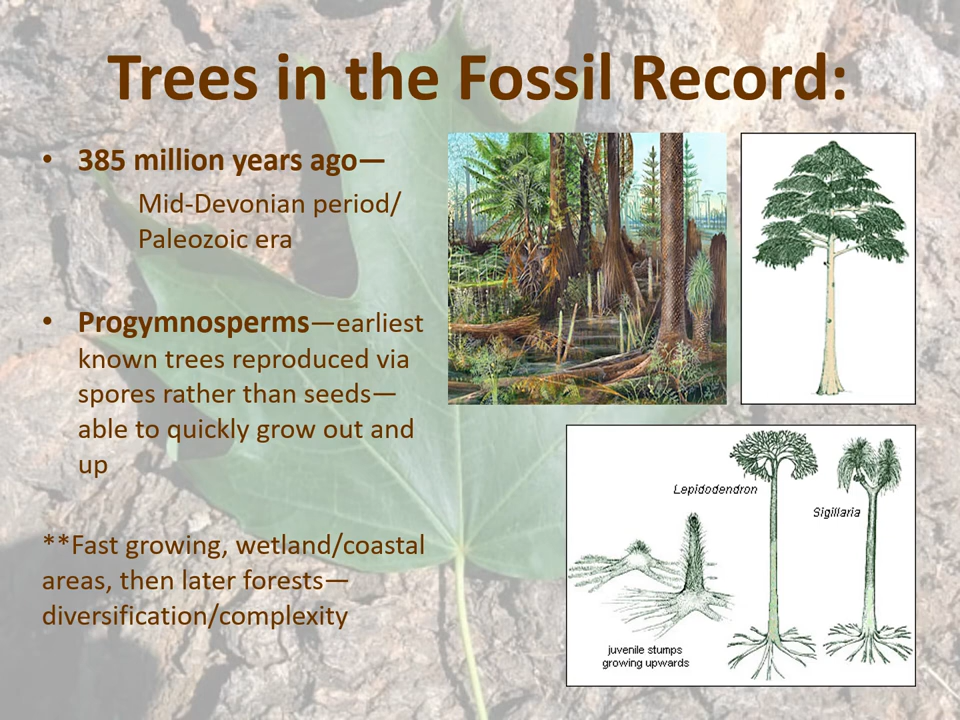 Trees in the Fossil Record:
• 385 million years ago—
Mid-Devonian period/
Paleozoic era
• Progymnosperms—earliest
known trees reproduced via
spores rather than seeds—
able to quickly grow out and
up
**Fast growing, wetland/coastal
areas, then later forests—
diversification/complexity
Lepidodendron
Sigillaria
juvenile stumps
growing upwards